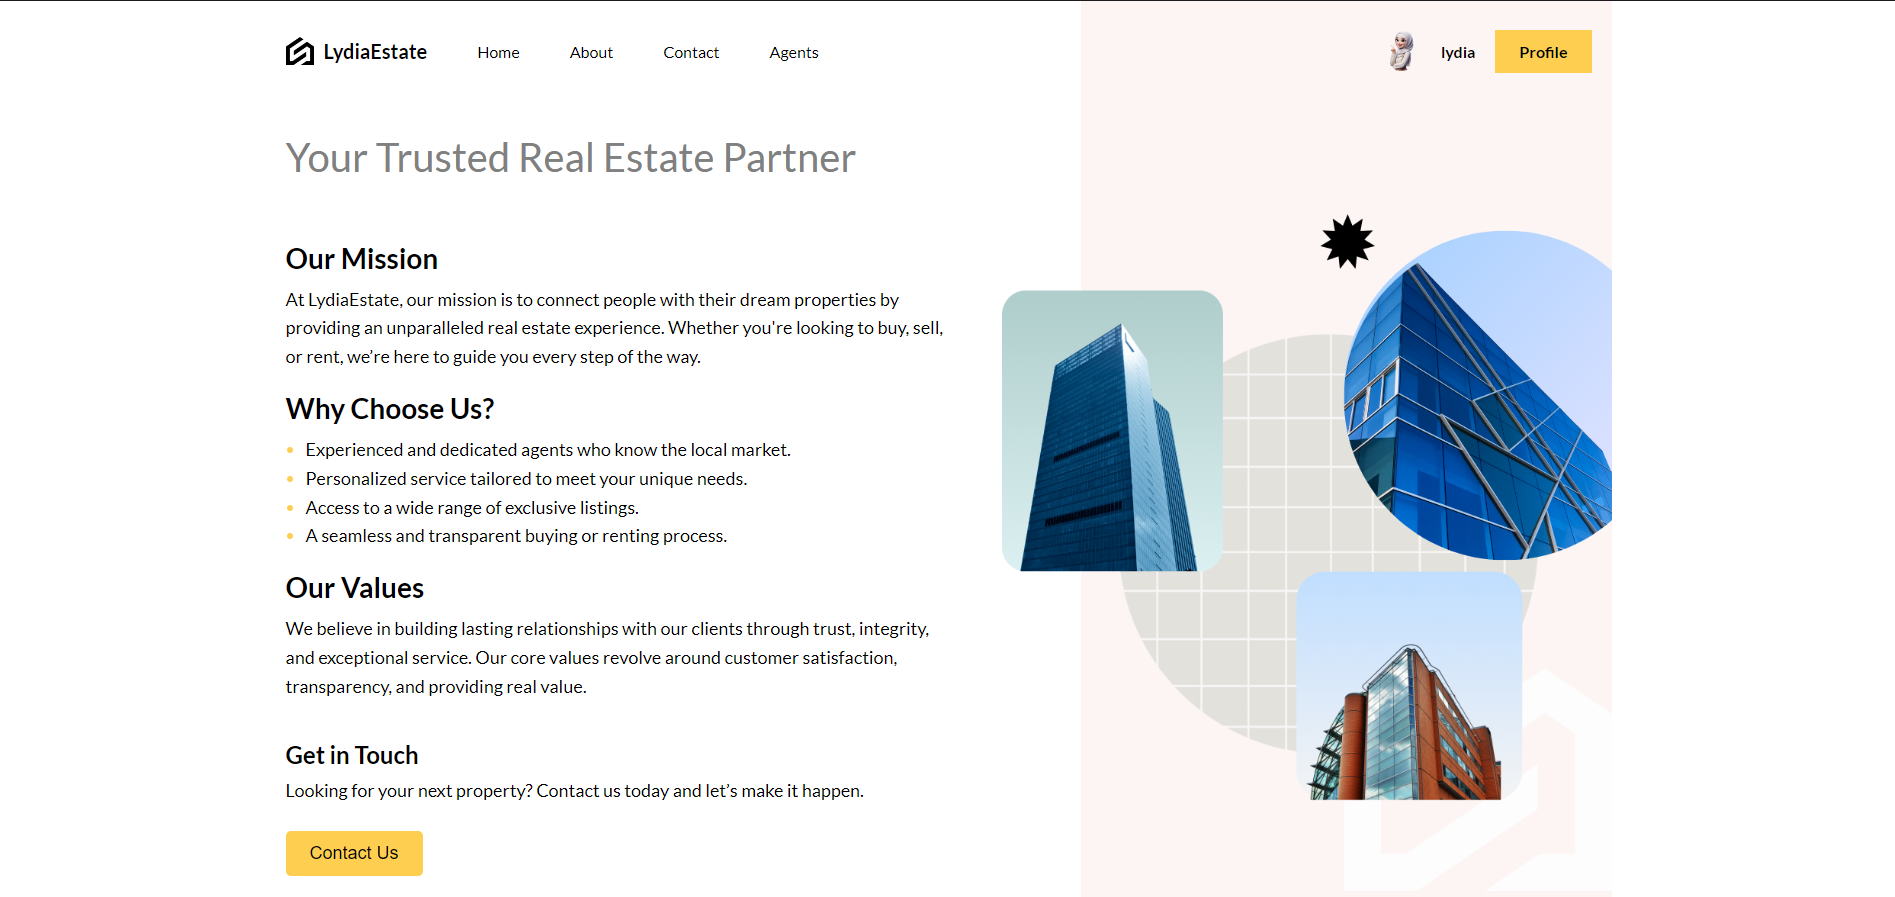 LydiaEstate
Home
About
Contact
Agents
lydia
Profile
Your Trusted Real Estate Partner
Our Mission
At LydiaEstate, our mission is to connect people with their dream properties by
providing an unparalleled real estate experience. Whether you're looking to buy, sell,
or rent, we’re here to guide you every step of the way.
Why Choose Us?
• Experienced and dedicated agents who know the local market.
• Personalized service tailored to meet your unique needs.
• Access to a wide range of exclusive listings.
• A seamless and transparent buying or renting process.
Our Values
We believe in building lasting relationships with our clients through trust, integrity,
and exceptional service. Our core values revolve around customer satisfaction,
transparency, and providing real value.
Get in Touch
Looking for your next property? Contact us today and let’s make it happen.
Contact Us